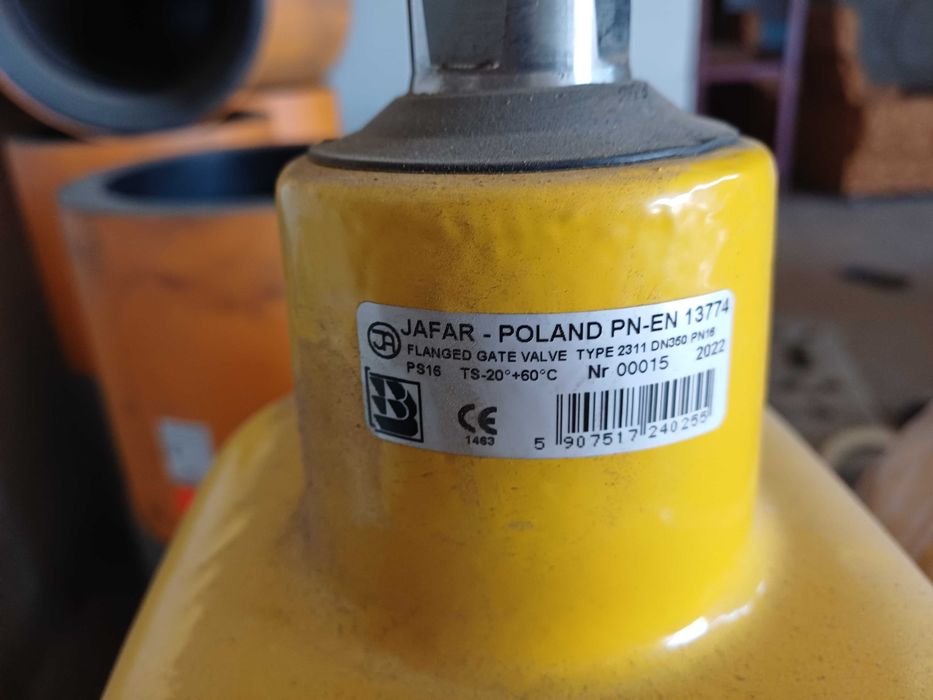 JA
JAFAR - POLAND PN-EN 13774
FLANGED GATE VALVE TYPE 2311 DN350 PN16
PS16 TS-20°+60°C Nr 00015 2022
B
CE
1463
5 907517 240255